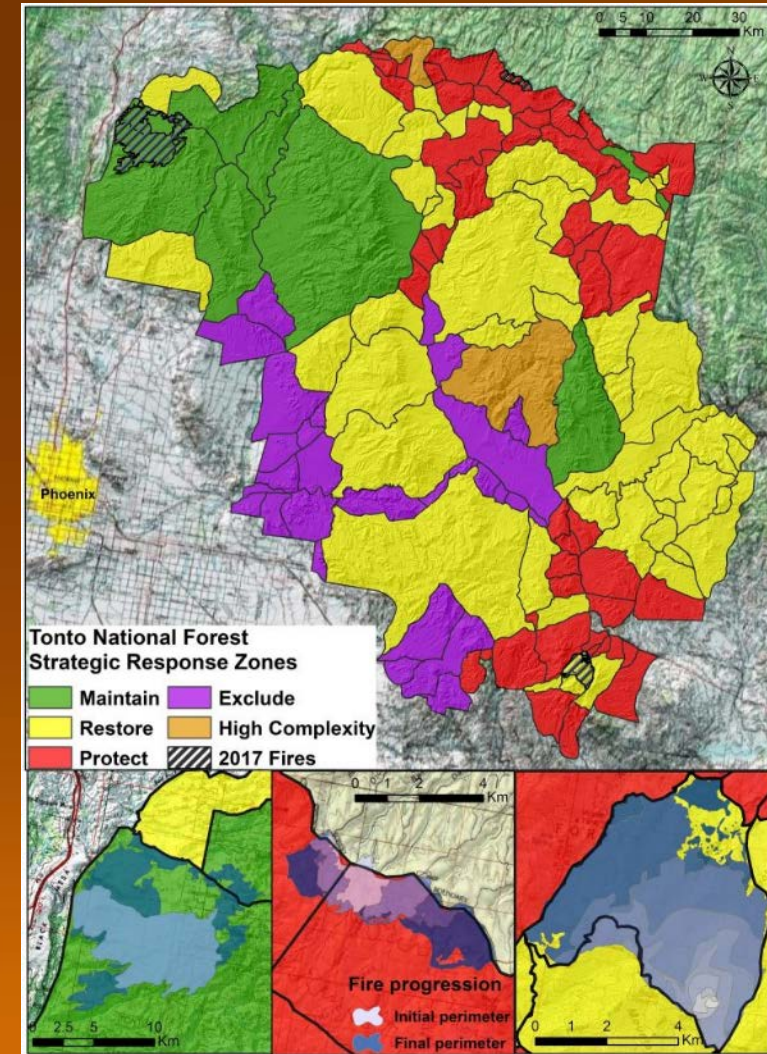 0 5 10 20 30
Km
N
W
Phoenix
Tonto National Forest
Strategic Response Zones
Maintain
Exclude
Restore
High Complexity
Protect
2017 Fires
0 1 2 4
Km
Fire progression
Initial perimeter
Final perimeter
0 2.5 5 10
Km
0 1 2 4
Km